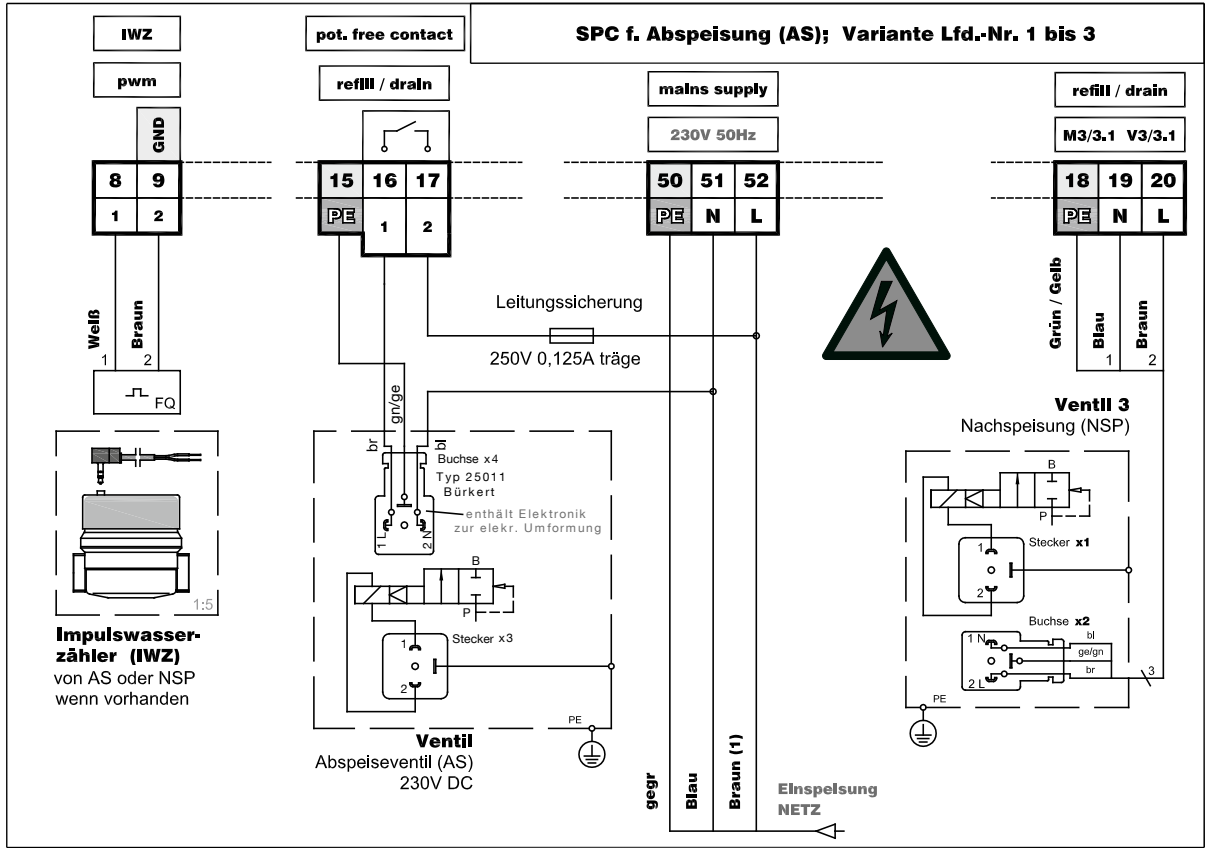 SPC f. Abspeisung (AS); Variante Lfd.-Nr. 1 bis 3
IWZ
pwm
GND
8 9
1 2
Weiß
Braun
1 2
FQ
1:5
Impulswasser-
zähler (IWZ)
von AS oder NSP
wenn vorhanden
pot. free contact
refill / drain
15 16 17
PE 1 2
Leitungssicherung
250V 0,125A träge
gn/ge
br
bl
Buchse x4
Typ 25011
Bürkert
enthält Elektronik
zur elekr. Umformung
1 L
2 N
B
P
1
Stecker x3
2
PE
Ventil
Abspeiseventil (AS)
230V DC
mains supply
230V 50Hz
50 51 52
PE N L
gegr
Blau
Braun (1)
Einspeisung
NETZ
refill / drain
M3/3.1 V3/3.1
18 19 20
PE N L
Grün / Gelb
Blau
Braun
1 2
Ventil 3
Nachspeisung (NSP)
B
P
1
Stecker x1
2
Buchse x2
1 N
bl
ge/gn
br
2 L
3
PE